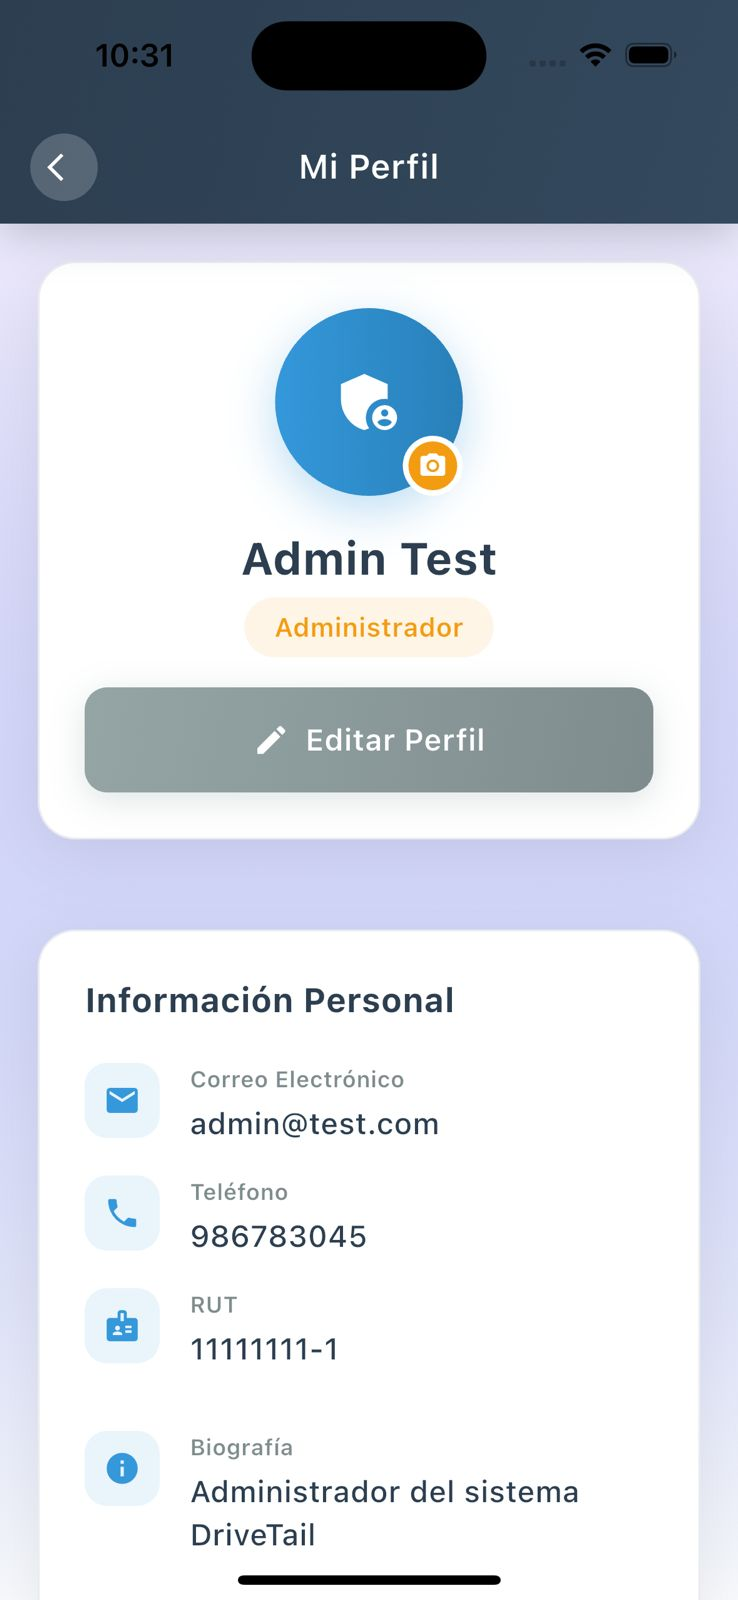 10:31
Mi Perfil
Admin Test
Administrador
Editar Perfil
Información Personal
Correo Electrónico
admin@test.com
Teléfono
986783045
RUT
11111111-1
Biografía
Administrador del sistema
DriveTail